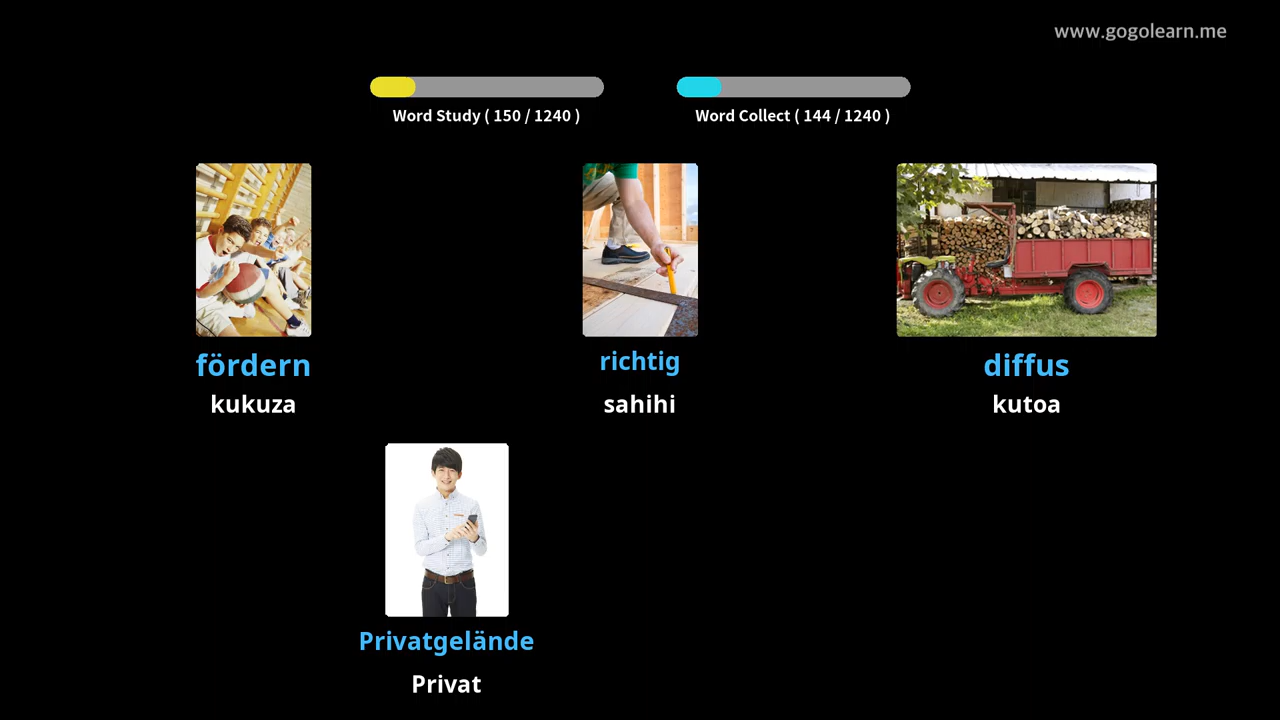 www.gogolearn.me
Word Study ( 150 / 1240 )
Word Collect ( 144 / 1240 )
fördern
kukuza
richtig
sahihi
diffus
kutoa
Privatgelände
Privat